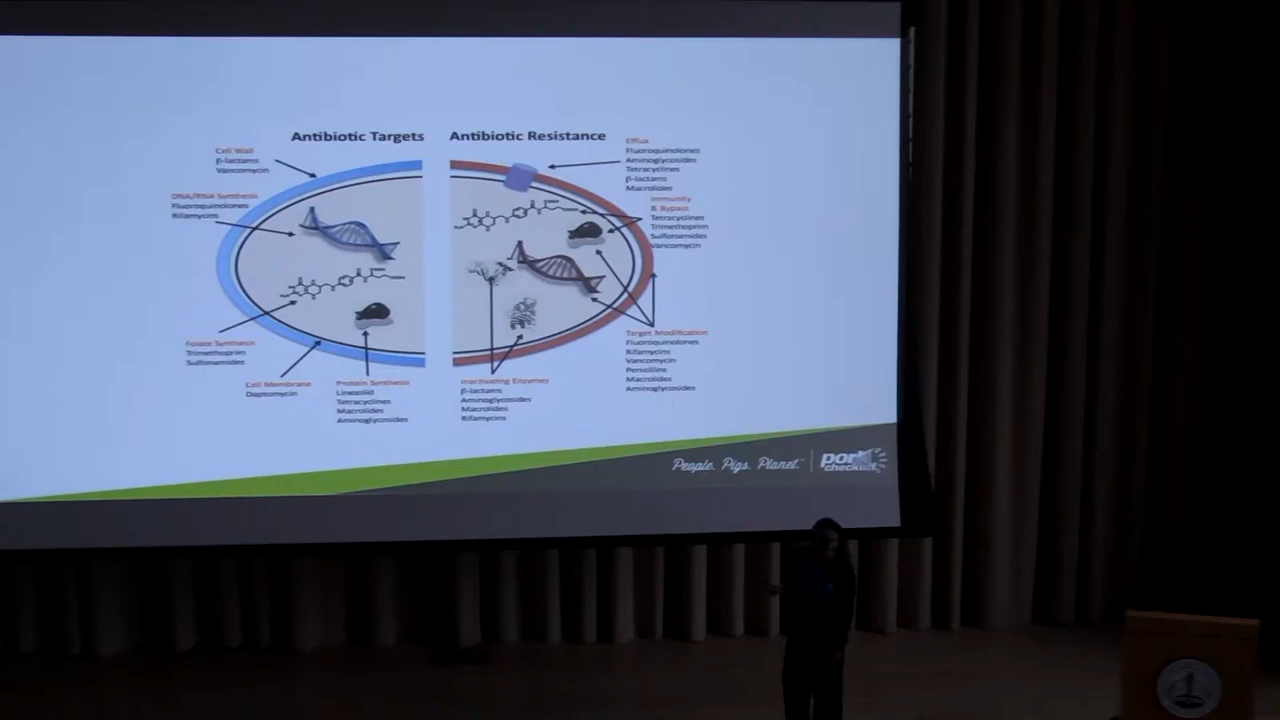 Antibiotic Targets
Cell Wall
β-lactams
Vancomycin
DNA/RNA Synthesis
Fluoroquinolones
Rifamycins
Folate Synthesis
Trimethoprim
Sulfonamides
Cell Membrane
Daptomycin
Protein Synthesis
Linezolid
Tetracyclines
Macrolides
Aminoglycosides
Antibiotic Resistance
Efflux
Fluoroquinolones
Aminoglycosides
Tetracyclines
β-lactams
Macrolides
Immunity
& Bypass
Tetracyclines
Trimethoprim
Sulfonamides
Vancomycin
Target Modification
Fluoroquinolones
Rifamycins
Vancomycin
Penicillins
Macrolides
Aminoglycosides
Inactivating Enzymes
β-lactams
Aminoglycosides
Macrolides
Rifamycins
People. Pigs. Planet.™
pork
checkoff